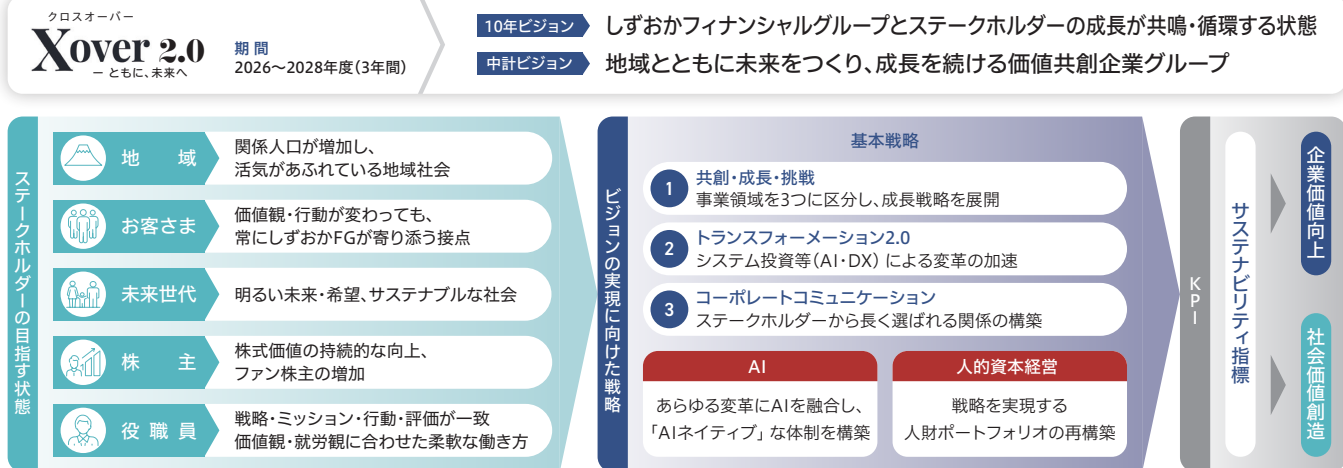 クロスオーバー
Xover 2.0
ー ともに、未来へ
期 間
2026～2028年度(3年間)
10年ビジョン しずおかフィナンシャルグループとステークホルダーの成長が共鳴・循環する状態
中計ビジョン 地域とともに未来をつくり、成長を続ける価値共創企業グループ
ステークホルダーの目指す状態
地 域
関係人口が増加し、
活気があふれている地域社会
お客さま
価値観・行動が変わっても、
常にしずおかFGが寄り添う接点
未来世代
明るい未来・希望、サステナブルな社会
株 主
株式価値の持続的な向上、
ファン株主の増加
役 職 員
戦略・ミッション・行動・評価が一致
価値観・就労観に合わせた柔軟な働き方
ビジョンの実現に向けた戦略
基本戦略
1 共創・成長・挑戦
事業領域を3つに区分し、成長戦略を展開
2 トランスフォーメーション2.0
システム投資等(AI・DX) による変革の加速
3 コーポレートコミュニケーション
ステークホルダーから長く選ばれる関係の構築
AI
あらゆる変革にAIを融合し、
「AIネイティブ」な体制を構築
人的資本経営
戦略を実現する
人財ポートフォリオの再構築
KPI
サステナビリティ指標
企業価値向上
社会価値創造